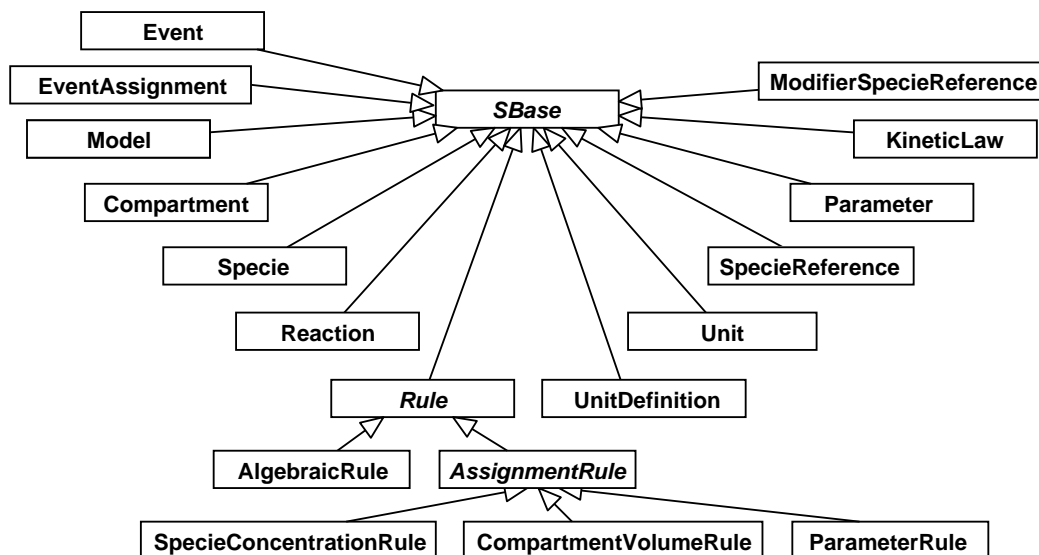 Event
EventAssignment
ModifierSpecieReference
SBase
Model
KineticLaw
Compartment
Parameter
Specie
SpecieReference
Reaction
Unit
Rule
UnitDefinition
AlgebraicRule
AssignmentRule
SpecieConcentrationRule
CompartmentVolumeRule
ParameterRule